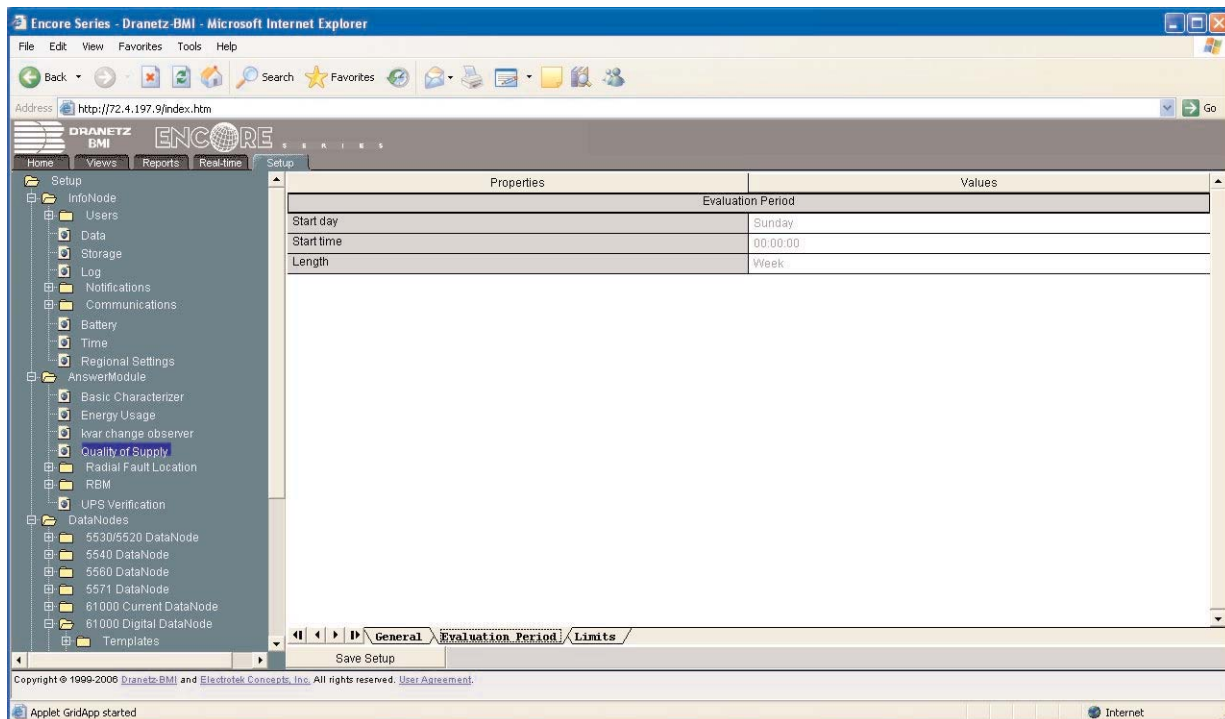 Encore Series - Dranetz-BMI - Microsoft Internet Explorer
File Edit View Favorites Tools Help
Back Search Favorites
Address http://72.4.197.9/index.htm Go
DRANETZ BMI ENCORE SERIES
Home Views Reports Real-time Setup
Setup
InfoNode
Users
Data
Storage
Log
Notifications
Communications
Battery
Time
Regional Settings
AnswerModule
Basic Characterizer
Energy Usage
kvar change observer
Quality of Supply
Radial Fault Location
RBM
UPS Verification
DataNodes
5530/5520 DataNode
5540 DataNode
5560 DataNode
5571 DataNode
61000 Current DataNode
61000 Digital DataNode
Templates
Properties Values
Evaluation Period
Start day Sunday
Start time 00:00:00
Length Week
General Evaluation Period Limits
Save Setup
Copyright © 1999-2006 Dranetz-BMI and Electrotek Concepts, Inc. All rights reserved. User Agreement.
Applet GridApp started Internet